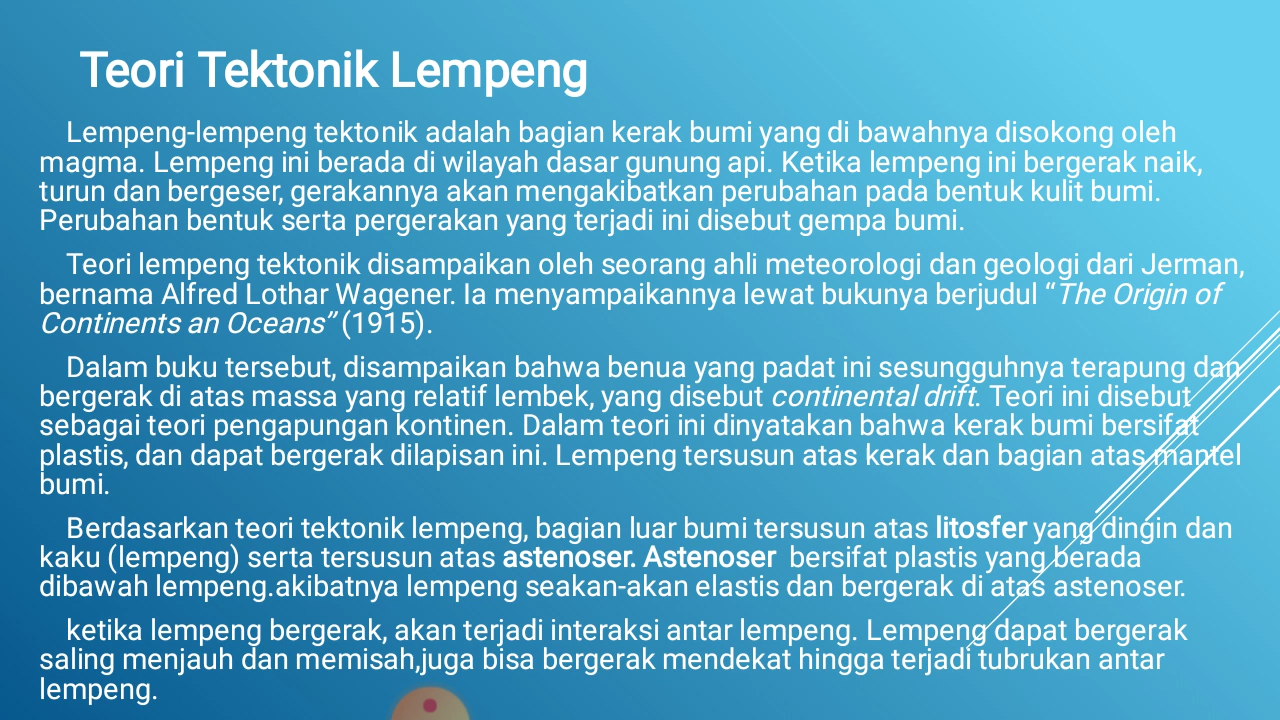 Teori Tektonik Lempeng
Lempeng-lempeng tektonik adalah bagian kerak bumi yang di bawahnya disokong oleh
magma. Lempeng ini berada di wilayah dasar gunung api. Ketika lempeng ini bergerak naik,
turun dan bergeser, gerakannya akan mengakibatkan perubahan pada bentuk kulit bumi.
Perubahan bentuk serta pergerakan yang terjadi ini disebut gempa bumi.
Teori lempeng tektonik disampaikan oleh seorang ahli meteorologi dan geologi dari Jerman,
bernama Alfred Lothar Wagener. Ia menyampaikannya lewat bukunya berjudul “The Origin of
Continents an Oceans” (1915).
Dalam buku tersebut, disampaikan bahwa benua yang padat ini sesungguhnya terapung dan
bergerak di atas massa yang relatif lembek, yang disebut continental drift. Teori ini disebut
sebagai teori pengapungan kontinen. Dalam teori ini dinyatakan bahwa kerak bumi bersifat
plastis, dan dapat bergerak dilapisan ini. Lempeng tersusun atas kerak dan bagian atas mantel
bumi.
Berdasarkan teori tektonik lempeng, bagian luar bumi tersusun atas litosfer yang dingin dan
kaku (lempeng) serta tersusun atas astenoser. Astenoser  bersifat plastis yang berada
dibawah lempeng.akibatnya lempeng seakan-akan elastis dan bergerak di atas astenoser.
ketika lempeng bergerak, akan terjadi interaksi antar lempeng. Lempeng dapat bergerak
saling menjauh dan memisah,juga bisa bergerak mendekat hingga terjadi tubrukan antar
lempeng.